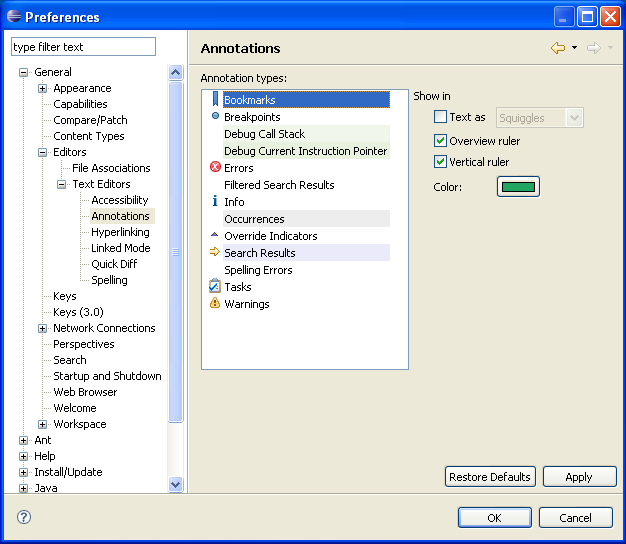 Preferences
type filter text
General
Appearance
Capabilities
Compare/Patch
Content Types
Editors
File Associations
Text Editors
Accessibility
Annotations
Hyperlinking
Linked Mode
Quick Diff
Spelling
Keys
Keys (3.0)
Network Connections
Perspectives
Search
Startup and Shutdown
Web Browser
Welcome
Workspace
Ant
Help
Install/Update
Java
Annotations
Annotation types:
Bookmarks
Breakpoints
Debug Call Stack
Debug Current Instruction Pointer
Errors
Filtered Search Results
Info
Occurrences
Override Indicators
Search Results
Spelling Errors
Tasks
Warnings
Show in
Text as Squiggles
Overview ruler
Vertical ruler
Color:
Restore Defaults Apply
OK Cancel